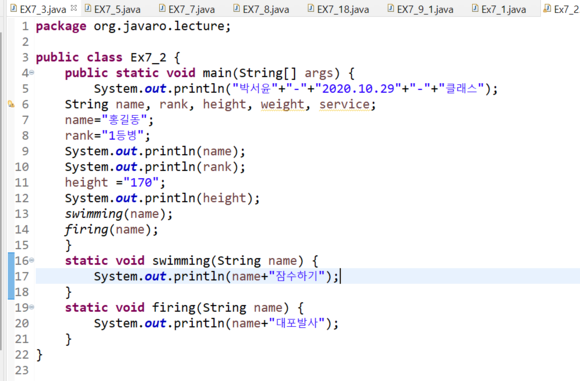 EX7_3.java EX7_5.java EX7_7.java EX7_8.java EX7_18.java EX7_9_1.java Ex7_1.java *Ex7_2
1 package org.javaro.lecture;
2
3 public class Ex7_2 {
4     public static void main(String[] args) {
5         System.out.println("박서윤"+"-"+"2020.10.29"+"-"+"클래스");
6     String name, rank, height, weight, service;
7     name="홍길동";
8     rank="1등병";
9     System.out.println(name);
10     System.out.println(rank);
11     height ="170";
12     System.out.println(height);
13     swimming(name);
14     firing(name);
15     }
16     static void swimming(String name) {
17         System.out.println(name+"잠수하기");
18     }
19     static void firing(String name) {
20         System.out.println(name+"대포발사");
21     }
22 }
23